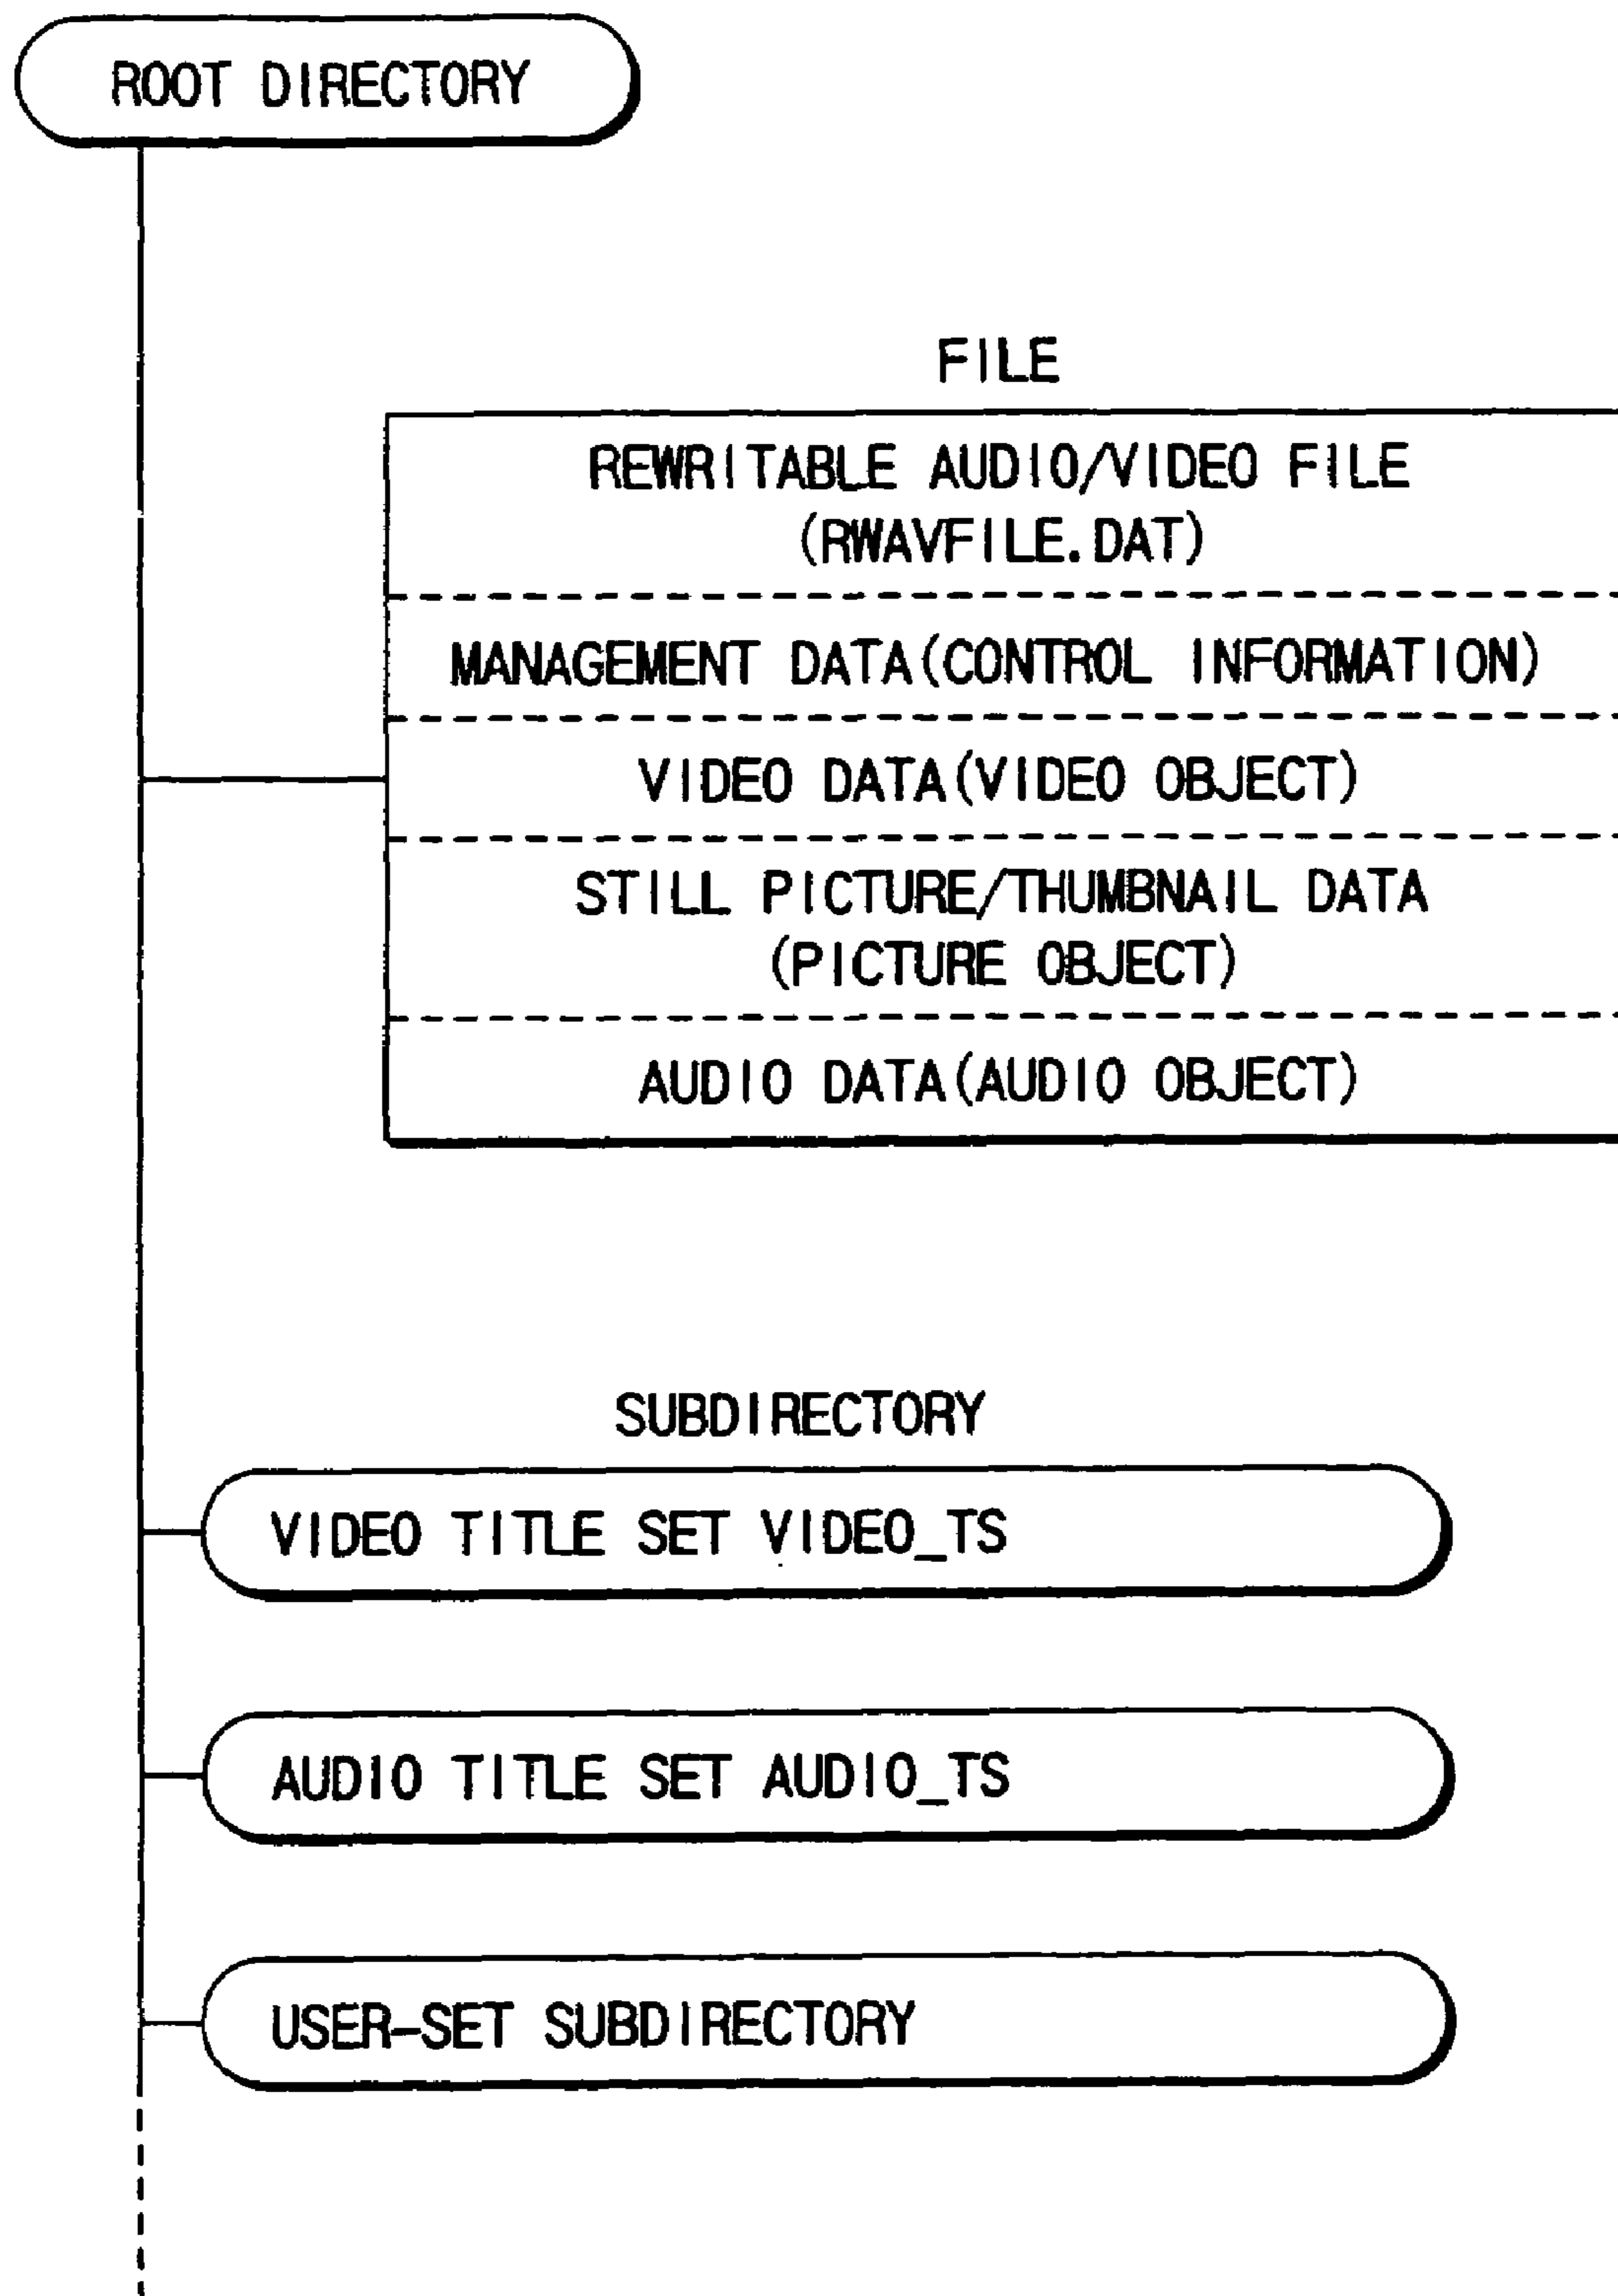 ROOT DIRECTORY
FILE
REWRITABLE AUDIO/VIDEO FILE
(RWAVFILE.DAT)
MANAGEMENT DATA(CONTROL INFORMATION)
VIDEO DATA(VIDEO OBJECT)
STILL PICTURE/THUMBNAIL DATA
(PICTURE OBJECT)
AUDIO DATA(AUDIO OBJECT)
SUBDIRECTORY
VIDEO TITLE SET VIDEO_TS
AUDIO TITLE SET AUDIO_TS
USER-SET SUBDIRECTORY